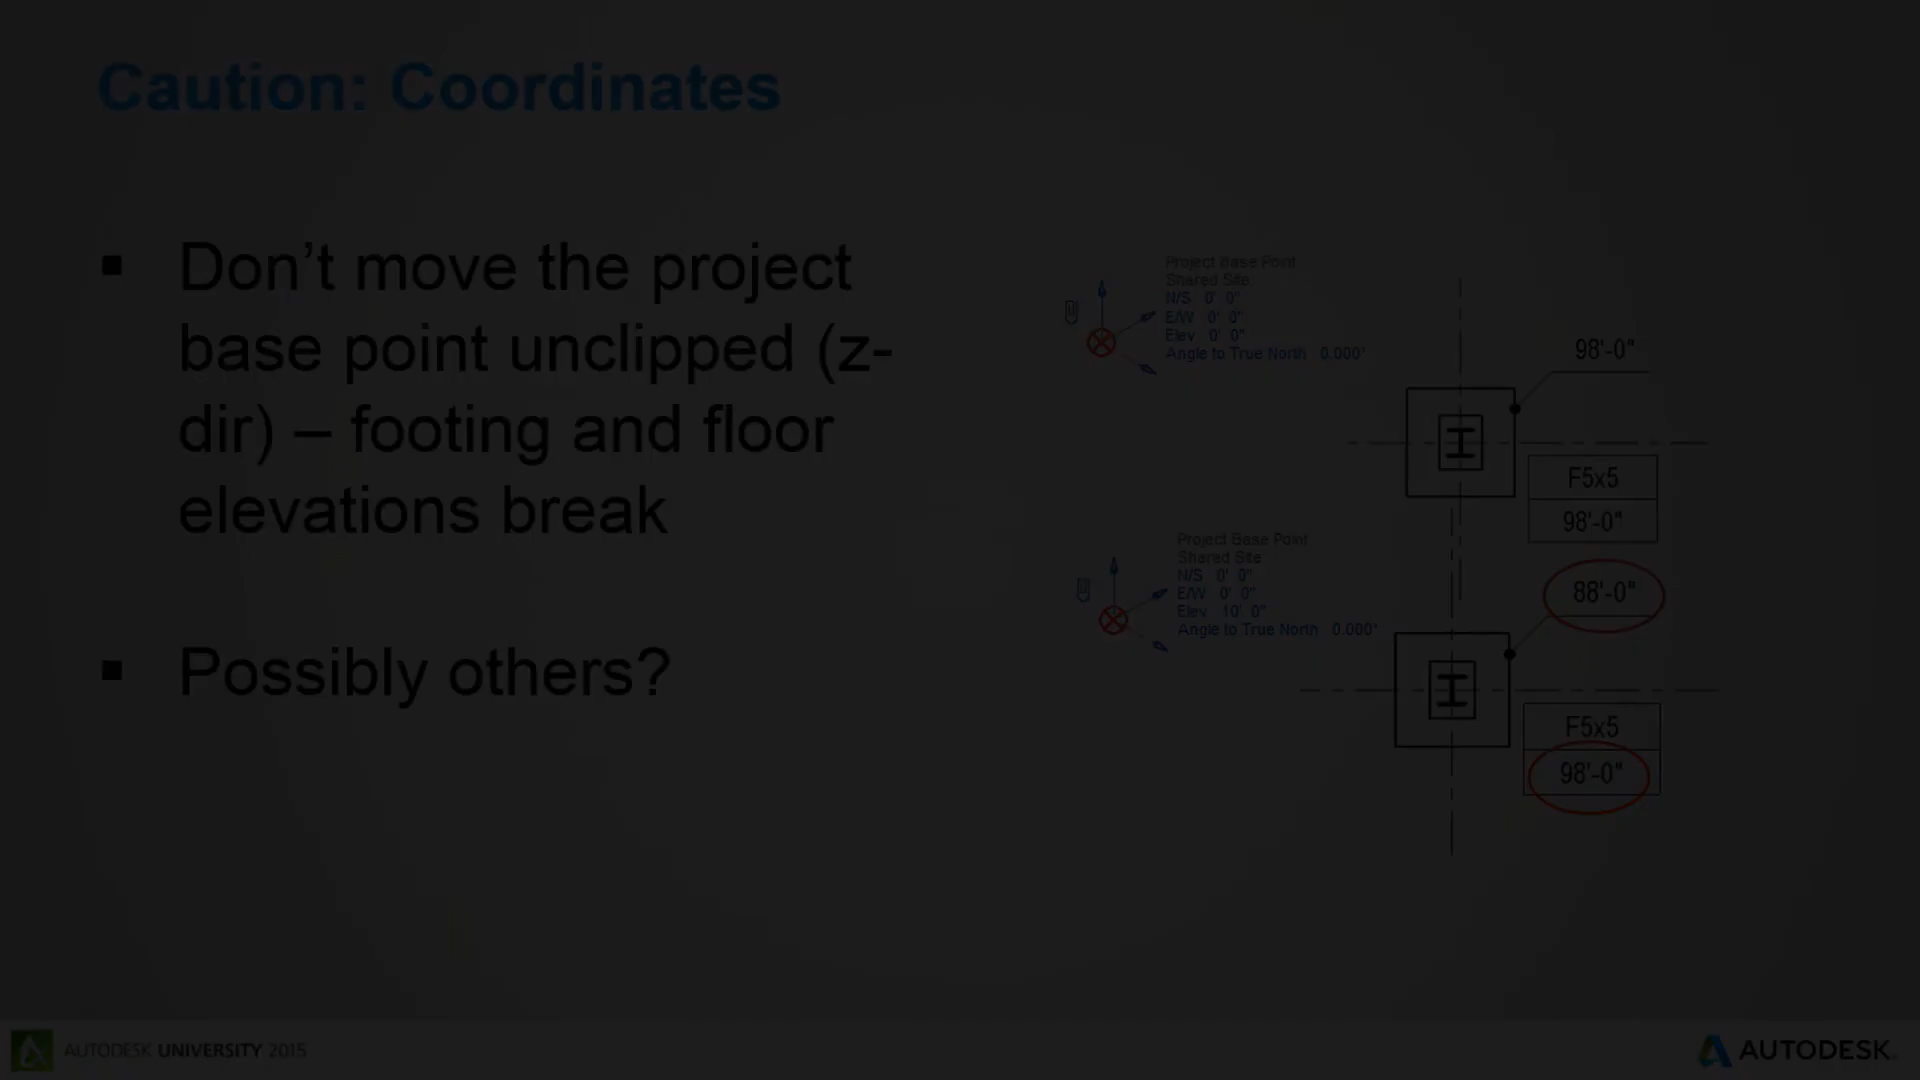 Caution: Coordinates
▪ Don’t move the project
base point unclipped (z-
dir) – footing and floor
elevations break
▪ Possibly others?
Project Base Point
Shared Site:
N/S 0' 0"
E/W 0' 0"
Elev 0' 0"
Angle to True North 0.000°
98'-0"
F5x5
98'-0"
Project Base Point
Shared Site:
N/S 0' 0"
E/W 0' 0"
Elev 10' 0"
Angle to True North 0.000°
88'-0"
F5x5
98'-0"
AUTODESK UNIVERSITY 2015
AUTODESK.